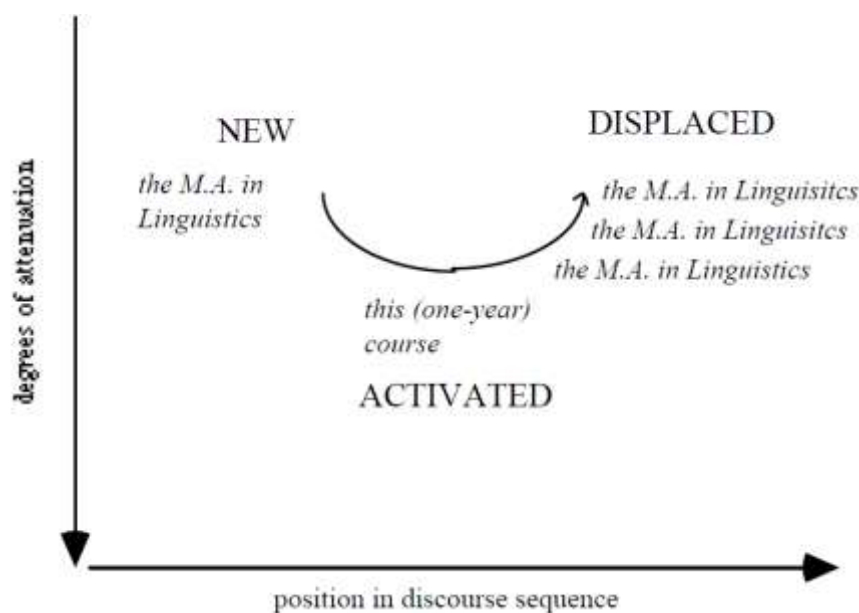 NEW
DISPLACED
the M.A. in
Linguistics
the M.A. in Linguisitcs
the M.A. in Linguisitcs
the M.A. in Linguistics
this (one-year)
course
ACTIVATED
degrees of attenuation
position in discourse sequence